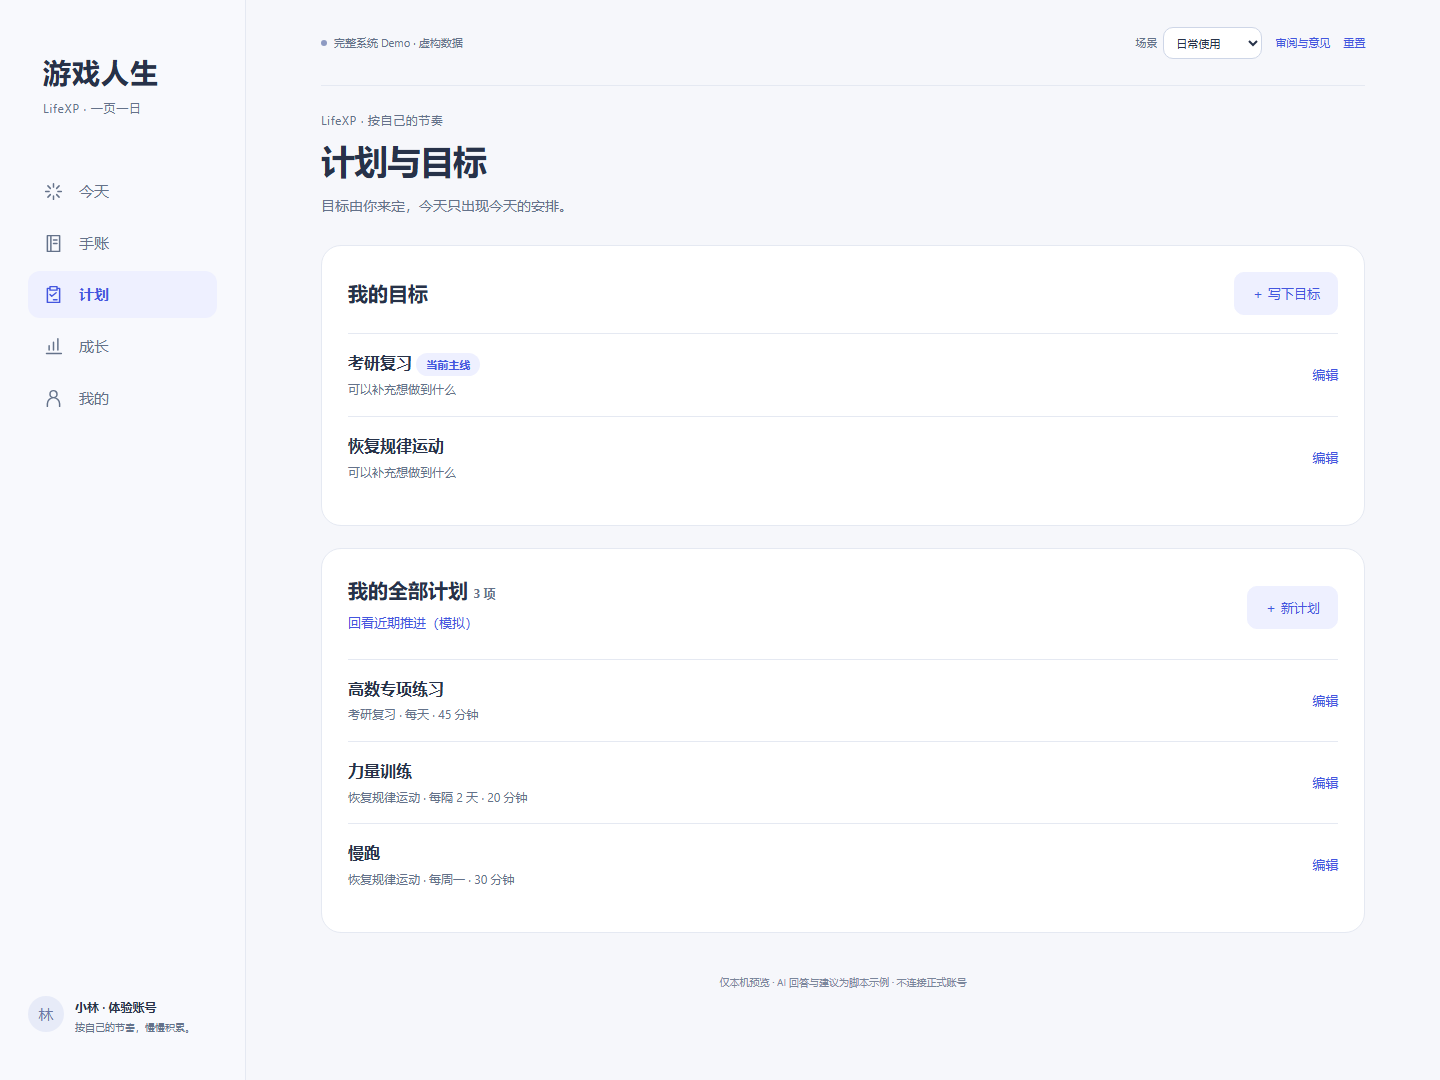 游戏人生
LifeXP · 一页一日
今天
手账
计划
成长
我的
林
小林 · 体验账号
按自己的节奏，慢慢积累。
完整系统 Demo · 虚构数据
场景
日常使用
审阅与意见
重置
LifeXP · 按自己的节奏
计划与目标
目标由你来定，今天只出现今天的安排。
我的目标
+ 写下目标
考研复习 当前主线
可以补充想做到什么
编辑
恢复规律运动
可以补充想做到什么
编辑
我的全部计划 3 项
回看近期推进（模拟）
+ 新计划
高数专项练习
考研复习 · 每天 · 45 分钟
编辑
力量训练
恢复规律运动 · 每隔 2 天 · 20 分钟
编辑
慢跑
恢复规律运动 · 每周一 · 30 分钟
编辑
仅本机预览 · AI 回答与建议为脚本示例 · 不连接正式账号